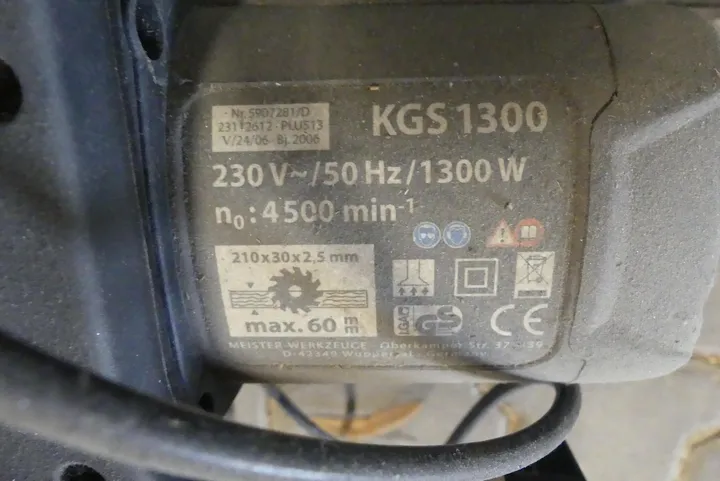 Nr. 5907281/D
23112612 - PLUS13
V/24/06 - BJ. 2006
KGS 1300
230 V~/50 Hz/1300 W
n₀: 4500 min⁻¹
210x30x2,5 mm
max. 60 mm
LGA GS CE
MEISTER-WERKZEUGE Oberkamper Str. 37 - 39
D-42349 Wuppertal - Germany